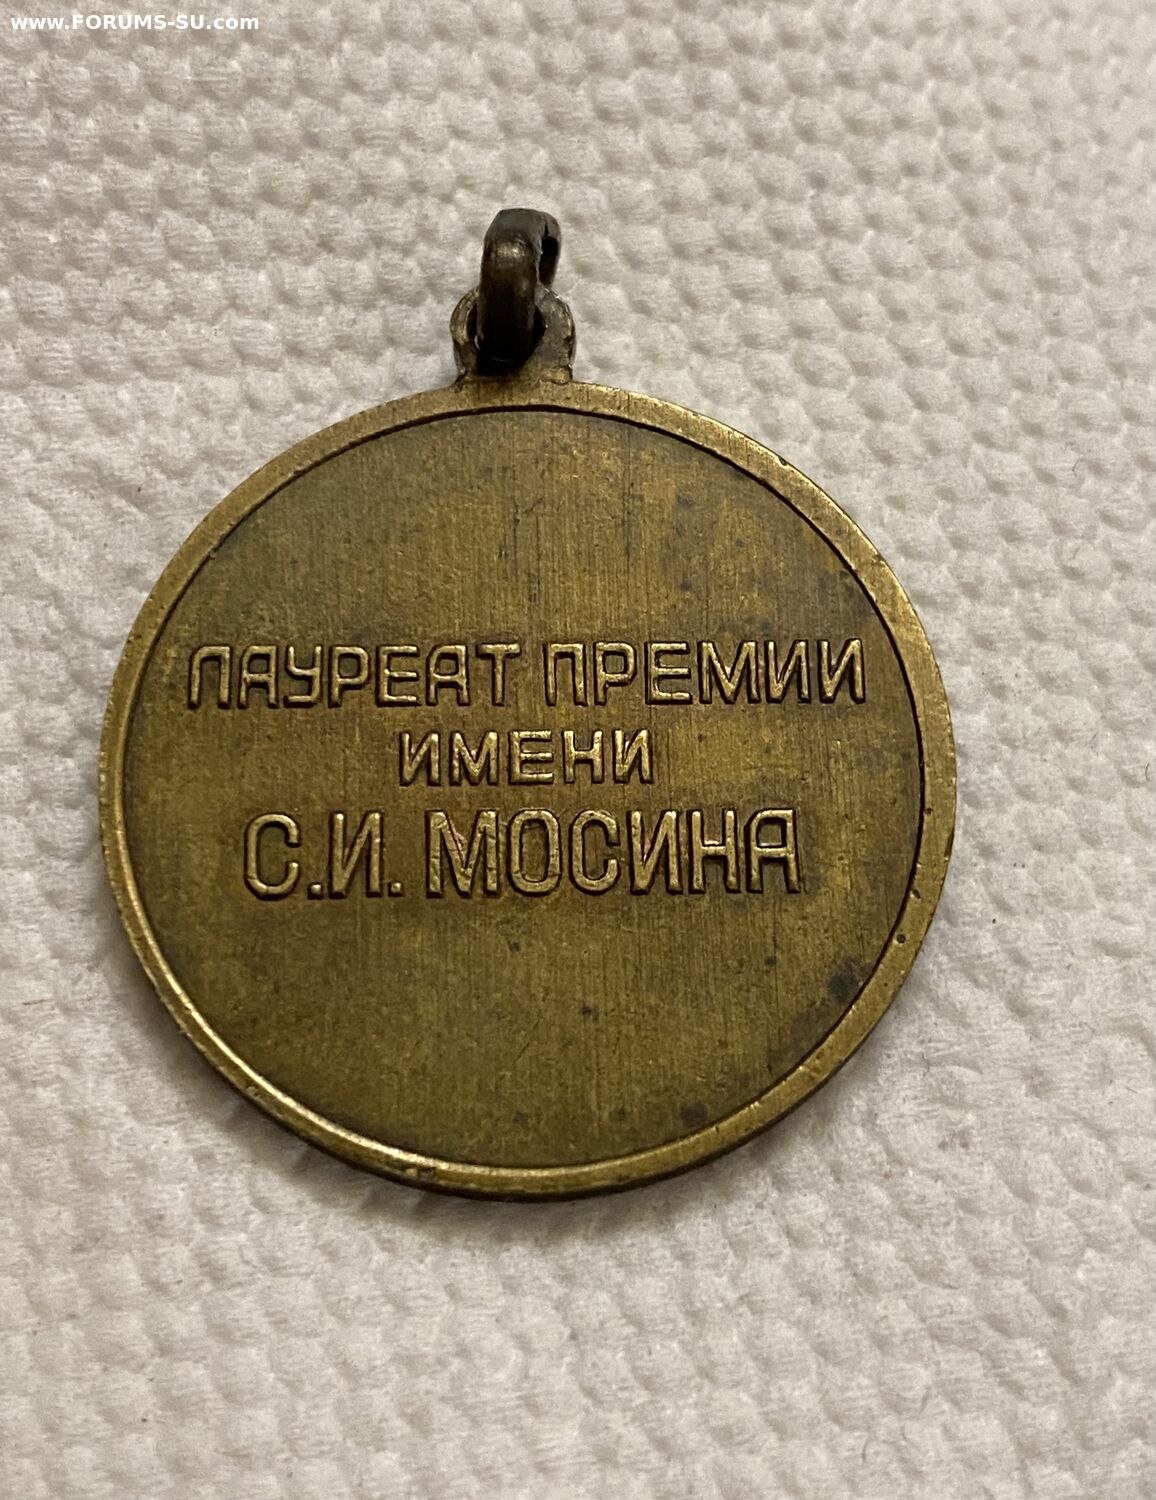 www.FORUMS-SU.com
ЛАУРЕАТ ПРЕМИИ
ИМЕНИ
С.И. МОСИНА